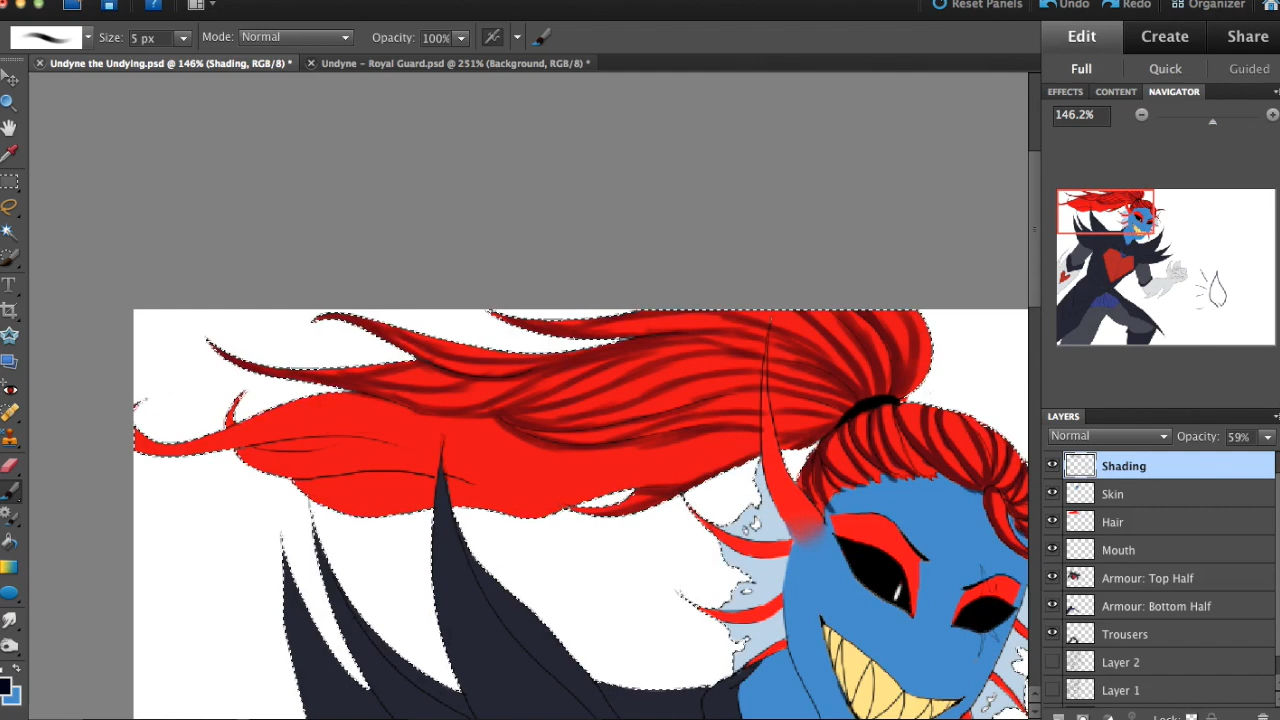 Reset Panels Undo Redo Organizer
Size: 5 px Mode: Normal Opacity: 100%
Edit Create Share
Undyne the Undying.psd @ 146% (Shading, RGB/8) * Undyne – Royal Guard.psd @ 251% (Background, RGB/8) *
Full Quick Guided
EFFECTS CONTENT NAVIGATOR
146.2%
LAYERS
Normal Opacity: 59%
Shading
Skin
Hair
Mouth
Armour: Top Half
Armour: Bottom Half
Trousers
Layer 2
Layer 1
Lock: